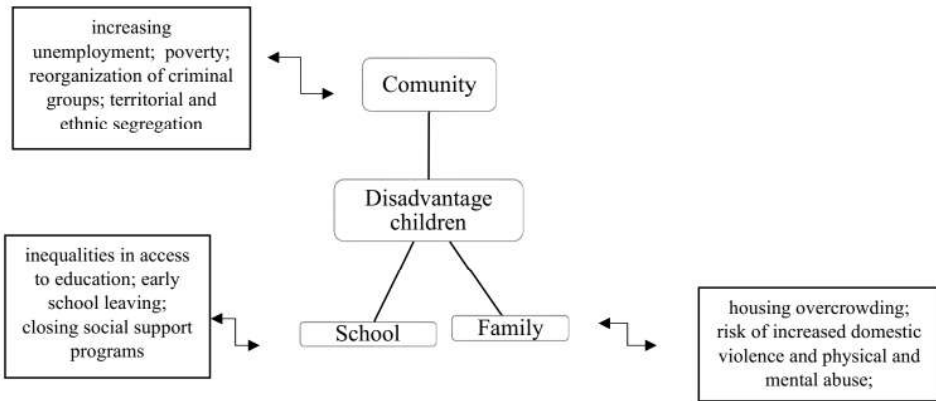 increasing
unemployment; poverty;
reorganization of criminal
groups; territorial and
ethnic segregation
Comunity
Disadvantage
children
inequalities in access
to education; early
school leaving;
closing social support
programs
School
Family
housing overcrowding;
risk of increased domestic
violence and physical and
mental abuse;